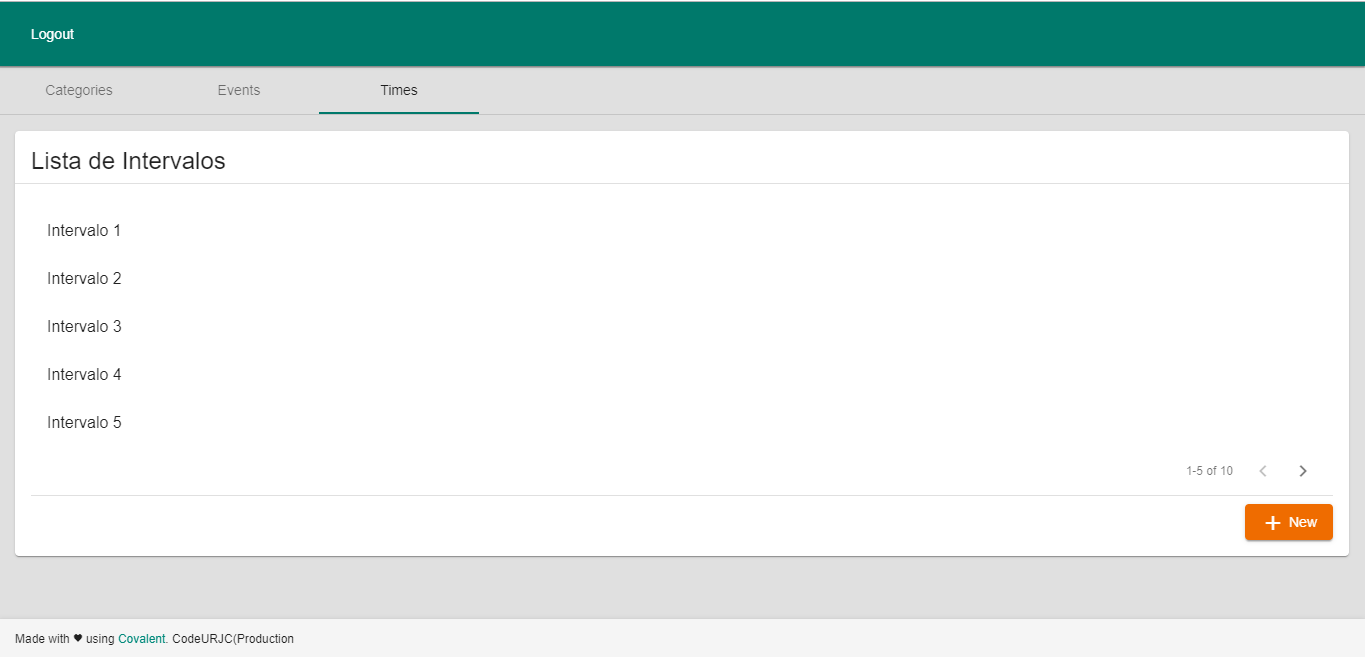 Logout
Categories Events Times
Lista de Intervalos
Intervalo 1
Intervalo 2
Intervalo 3
Intervalo 4
Intervalo 5
1-5 of 10
New
Made with ♥ using Covalent. CodeURJC(Production